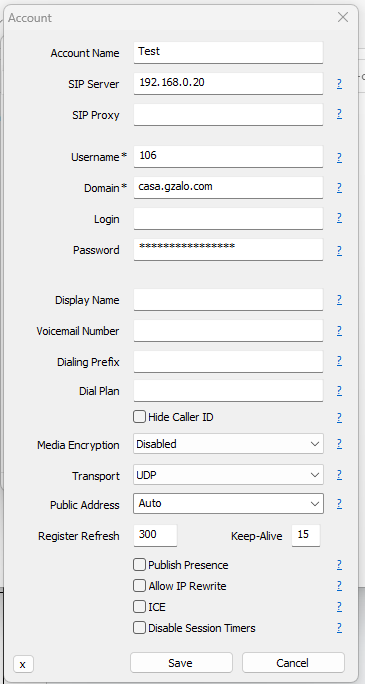 Account
Account Name Test
SIP Server 192.168.0.20 ?
SIP Proxy ?
Username * 106 ?
Domain * casa.gzalo.com ?
Login ?
Password **************** ?
Display Name ?
Voicemail Number ?
Dialing Prefix ?
Dial Plan ?
Hide Caller ID ?
Media Encryption Disabled ?
Transport UDP ?
Public Address Auto ?
Register Refresh 300 Keep-Alive 15 ?
Publish Presence ?
Allow IP Rewrite ?
ICE ?
Disable Session Timers ?
x Save Cancel